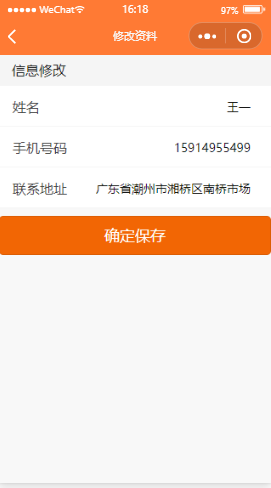 WeChat 16:18 97%
修改资料
信息修改
姓名 王一
手机号码 15914955499
联系地址 广东省潮州市湘桥区南桥市场
确定保存